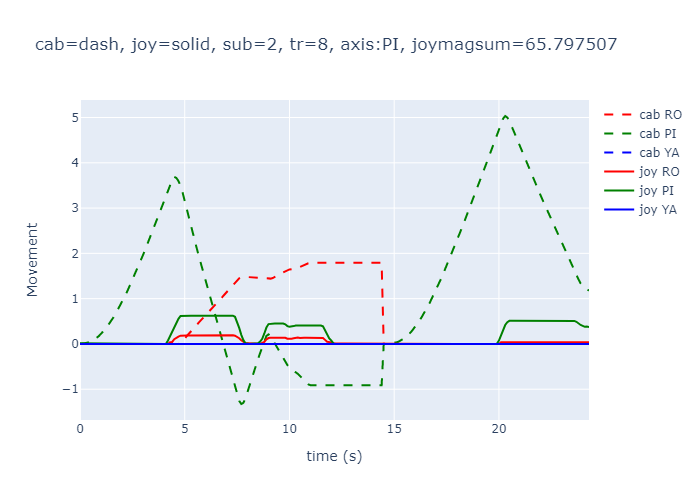 cab=dash, joy=solid, sub=2, tr=8, axis:PI, joymagsum=65.797507
cab RO
cab PI
cab YA
joy RO
joy PI
joy YA
5
4
3
2
1
0
−1
Movement
0 5 10 15 20
time (s)